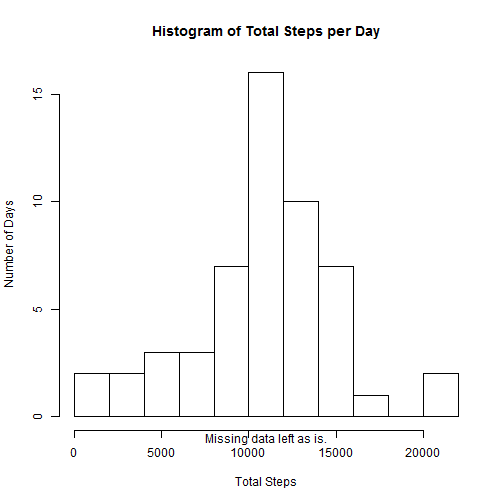 Histogram of Total Steps per Day
Number of Days
15
10
5
0
Missing data left as is.
0 5000 10000 15000 20000
Total Steps